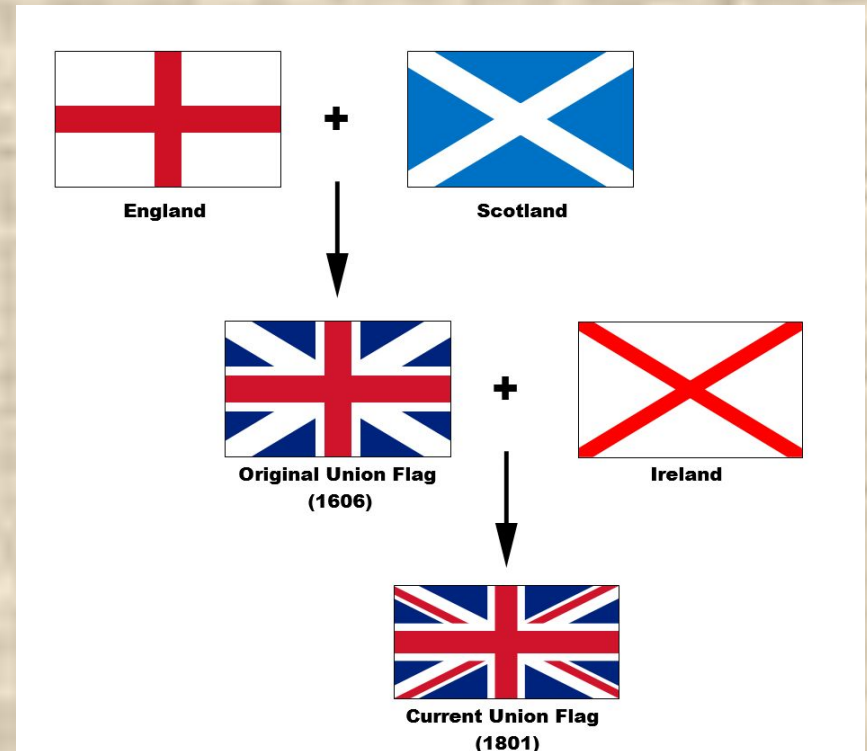 +
England
Scotland
+
Original Union Flag
(1606)
Ireland
Current Union Flag
(1801)